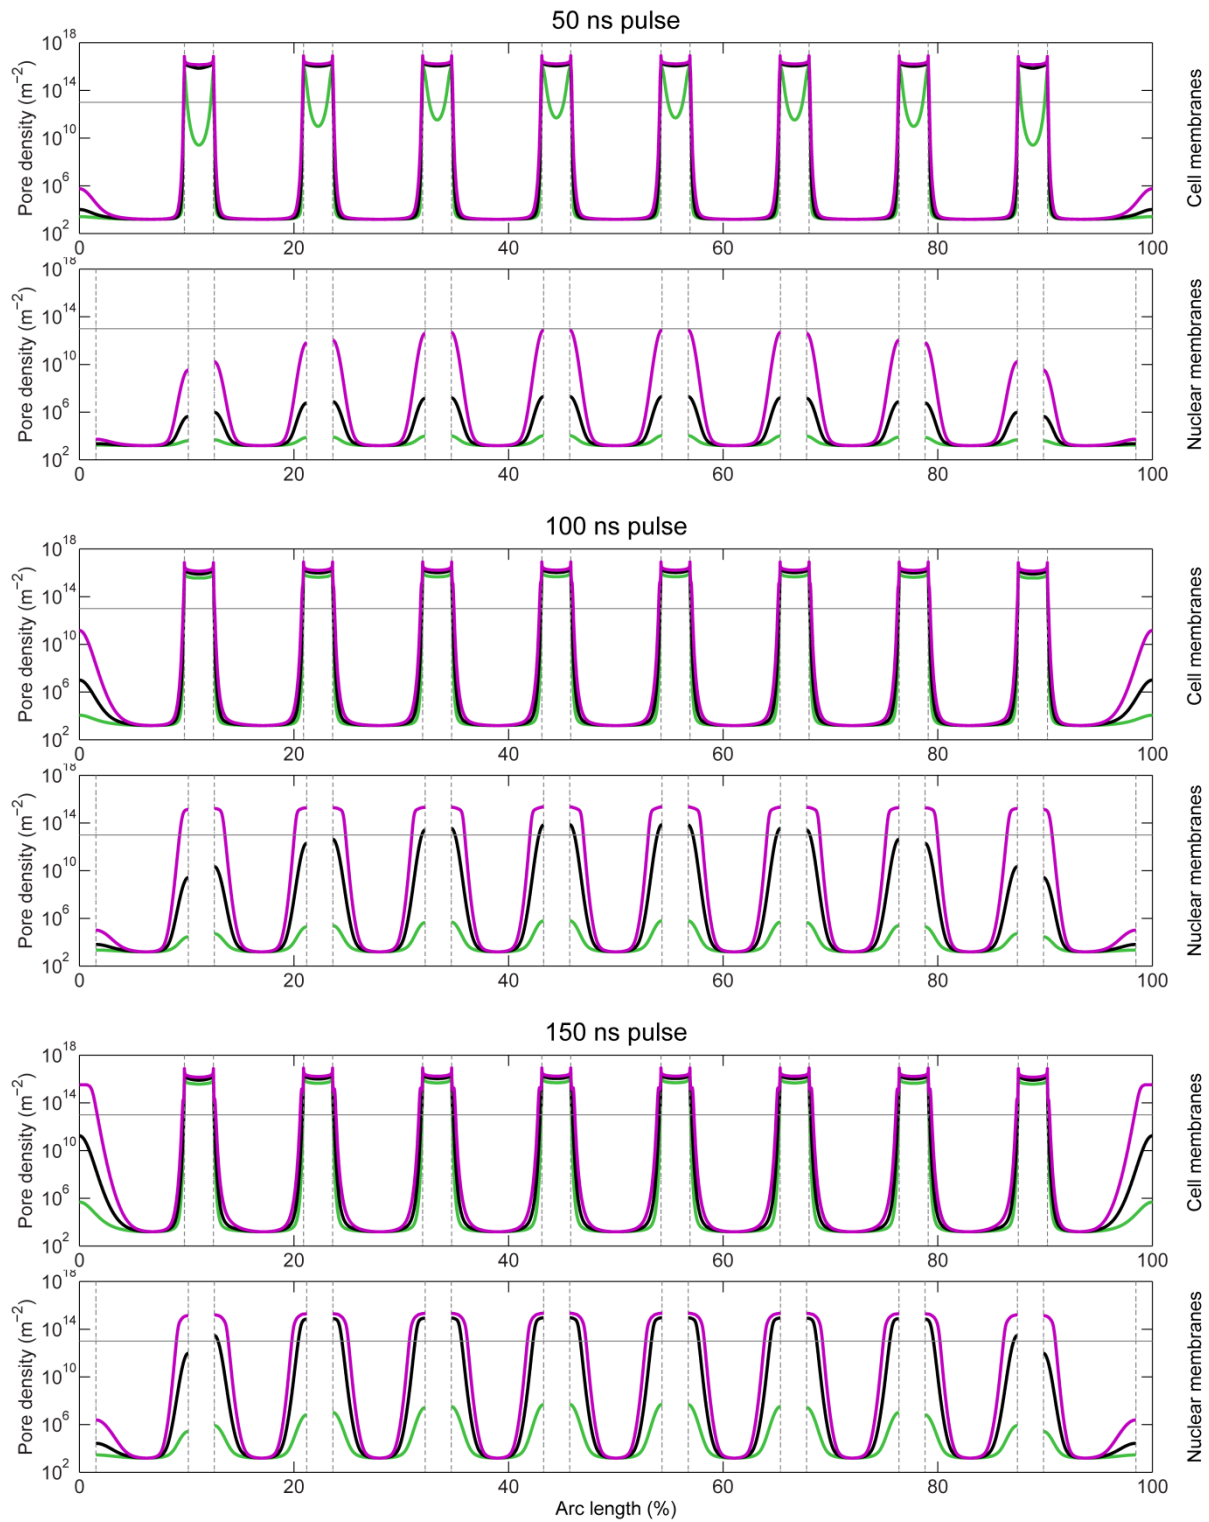 50 ns pulse
10^18
10^14
10^10
10^6
10^2
Pore density (m^−2)
Cell membranes
0 20 40 60 80 100
10^18
10^14
10^10
10^6
10^2
Pore density (m^−2)
Nuclear membranes
0 20 40 60 80 100
100 ns pulse
10^18
10^14
10^10
10^6
10^2
Pore density (m^−2)
Cell membranes
0 20 40 60 80 100
10^18
10^14
10^10
10^6
10^2
Pore density (m^−2)
Nuclear membranes
0 20 40 60 80 100
150 ns pulse
10^18
10^14
10^10
10^6
10^2
Pore density (m^−2)
Cell membranes
0 20 40 60 80 100
10^18
10^14
10^10
10^6
10^2
Pore density (m^−2)
Nuclear membranes
0 20 40 60 80 100
Arc length (%)